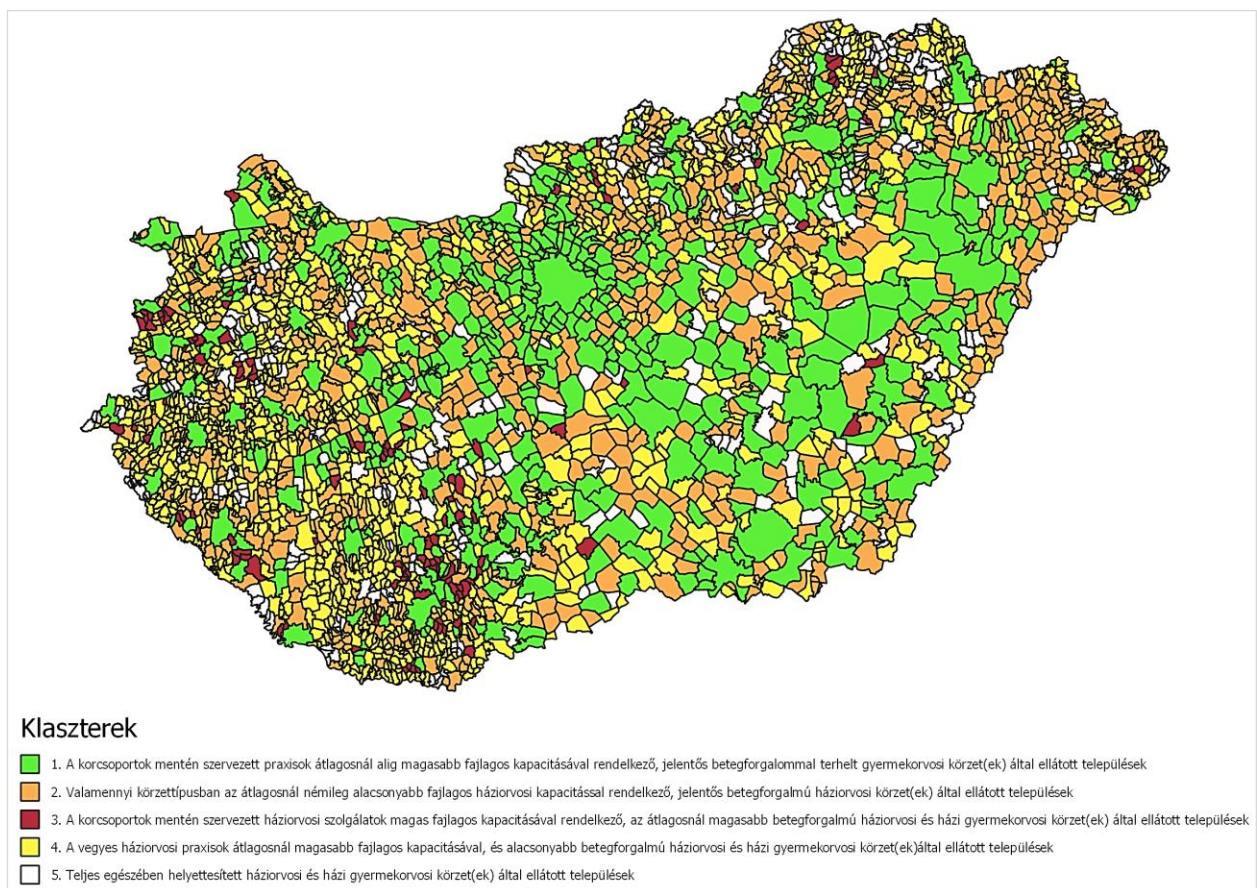 Klaszterek
1. A korcsoportok mentén szervezett praxisok átlagosnál alig magasabb fajlagos kapacitásával rendelkező, jelentős betegforgalommal terhelt gyermekorvosi körzet(ek) által ellátott települések
2. Valamennyi körzettípusban az átlagosnál némileg alacsonyabb fajlagos háziorvosi kapacitással rendelkező, jelentős betegforgalmú háziorvosi körzet(ek) által ellátott települések
3. A korcsoportok mentén szervezett háziorvosi szolgálatok magas fajlagos kapacitásával rendelkező, az átlagosnál magasabb betegforgalmú háziorvosi és házi gyermekorvosi körzet(ek) által ellátott települések
4. A vegyes háziorvosi praxisok átlagosnál magasabb fajlagos kapacitásával, és alacsonyabb betegforgalmú háziorvosi és házi gyermekorvosi körzet(ek)által ellátott települések
5. Teljes egészében helyettesített háziorvosi és házi gyermekorvosi körzet(ek) által ellátott települések